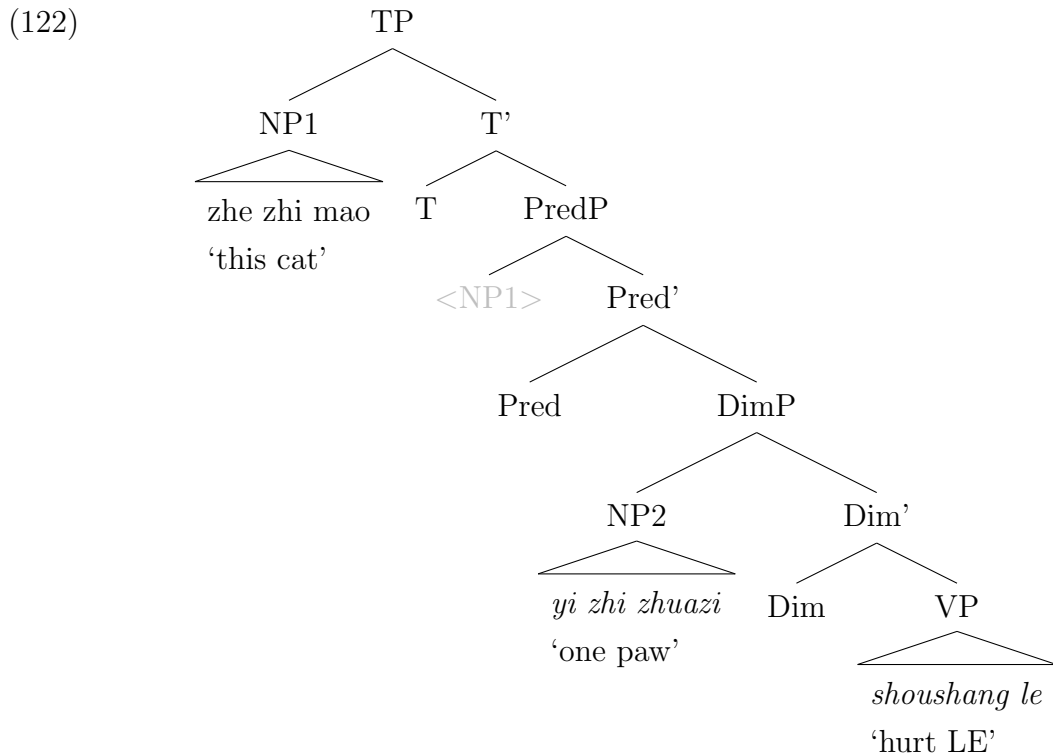 (122) TP
NP1 T’
zhe zhi mao T PredP
‘this cat’
<NP1> Pred’
Pred DimP
NP2 Dim’
yi zhi zhuazi Dim VP
‘one paw’
shoushang le
‘hurt LE’